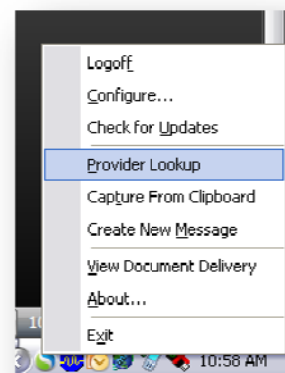 Logoff
Configure...
Check for Updates
Provider Lookup
Capture From Clipboard
Create New Message
View Document Delivery
About...
Exit
10:58 AM